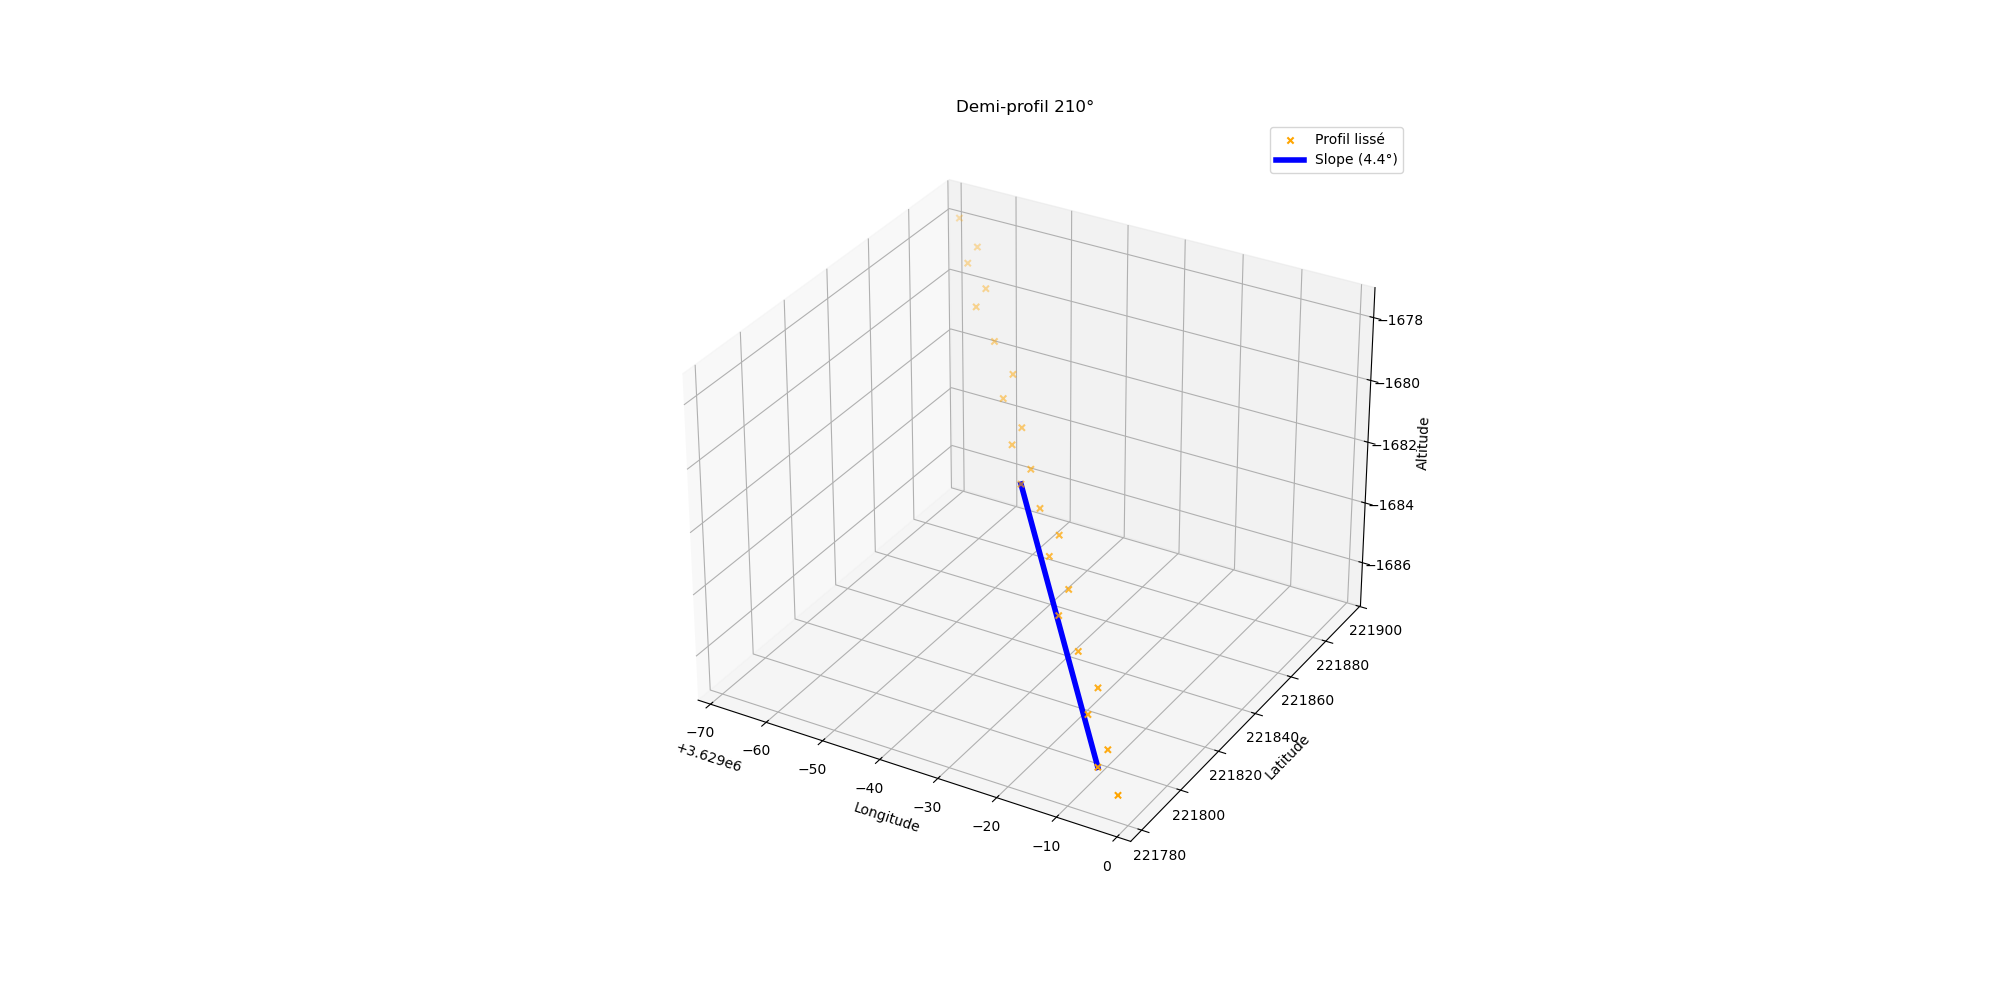 Demi-profil 210°
Profil lissé
Slope (4.4°)
−1678
−1680
−1682
−1684
−1686
Altitude
221900
221880
221860
221840
221820
221800
221780
Latitude
−70
−60
−50
−40
−30
−20
−10
0
+3.629e6
Longitude